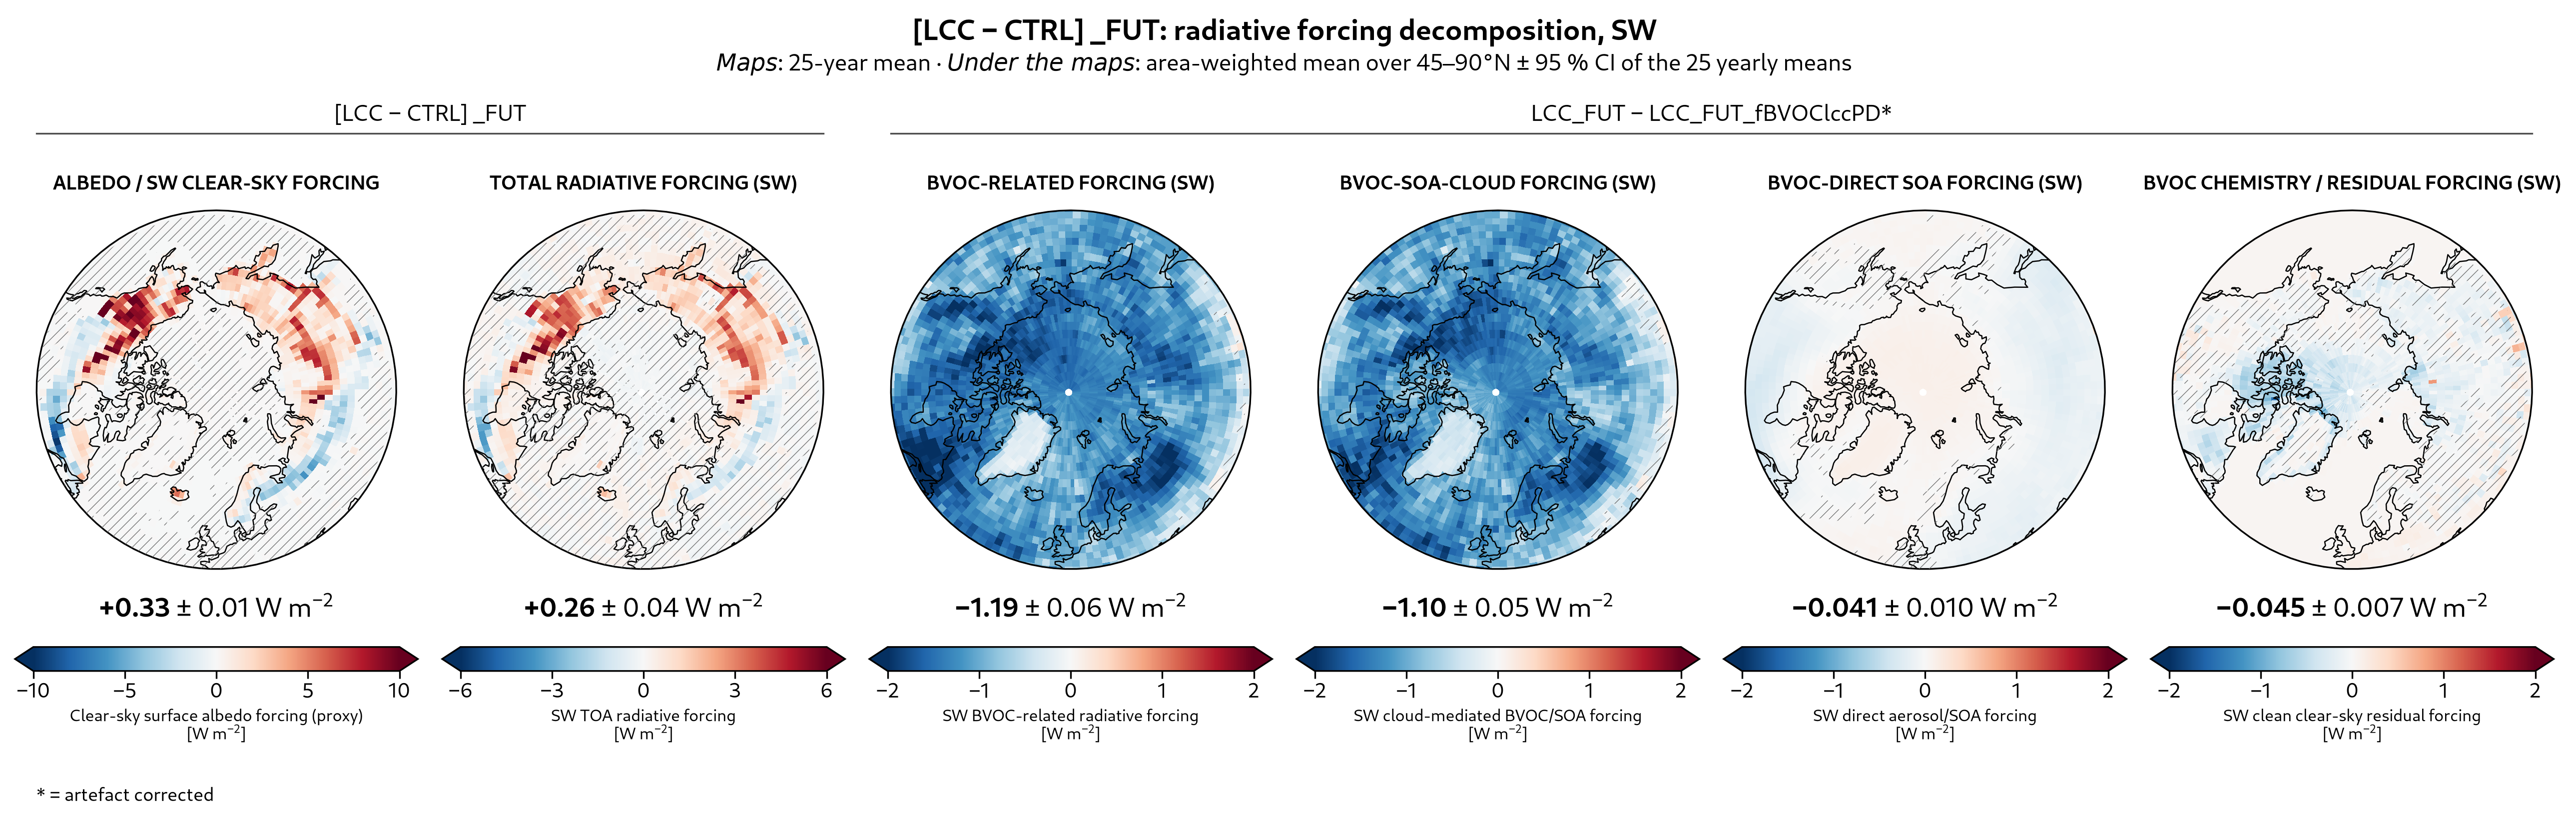 [LCC − CTRL] _FUT: radiative forcing decomposition, SW
Maps: 25-year mean · Under the maps: area-weighted mean over 45–90°N ± 95 % CI of the 25 yearly means
[LCC − CTRL] _FUT
LCC_FUT − LCC_FUT_fBVOClccPD*
ALBEDO / SW CLEAR-SKY FORCING
TOTAL RADIATIVE FORCING (SW)
BVOC-RELATED FORCING (SW)
BVOC-SOA-CLOUD FORCING (SW)
BVOC-DIRECT SOA FORCING (SW)
BVOC CHEMISTRY / RESIDUAL FORCING (SW)
+0.33 ± 0.01 W m⁻²
+0.26 ± 0.04 W m⁻²
−1.19 ± 0.06 W m⁻²
−1.10 ± 0.05 W m⁻²
−0.041 ± 0.010 W m⁻²
−0.045 ± 0.007 W m⁻²
−10 −5 0 5 10
−6 −3 0 3 6
−2 −1 0 1 2
−2 −1 0 1 2
−2 −1 0 1 2
−2 −1 0 1 2
Clear-sky surface albedo forcing (proxy)
[W m⁻²]
SW TOA radiative forcing
[W m⁻²]
SW BVOC-related radiative forcing
[W m⁻²]
SW cloud-mediated BVOC/SOA forcing
[W m⁻²]
SW direct aerosol/SOA forcing
[W m⁻²]
SW clean clear-sky residual forcing
[W m⁻²]
* = artefact corrected